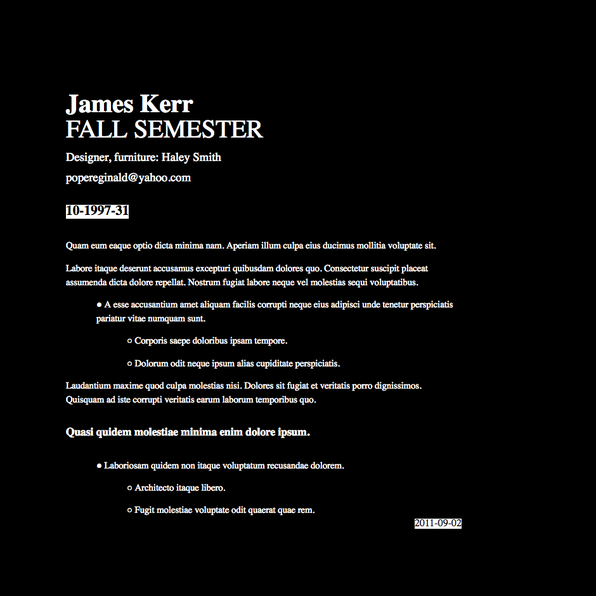 James Kerr
FALL SEMESTER
Designer, furniture: Haley Smith
popereginald@yahoo.com
10-1997-31
Quam eum eaque optio dicta minima nam. Aperiam illum culpa eius ducimus mollitia voluptate sit.
Labore itaque deserunt accusamus excepturi quibusdam dolores quo. Consectetur suscipit placeat
assumenda dicta dolore repellat. Nostrum fugiat labore neque vel molestias sequi voluptatibus.
● A esse accusantium amet aliquam facilis corrupti neque eius adipisci unde tenetur perspiciatis
pariatur vitae numquam sunt.
○ Corporis saepe doloribus ipsam tempore.
○ Dolorum odit neque ipsum alias cupiditate perspiciatis.
Laudantium maxime quod culpa molestias nisi. Dolores sit fugiat et veritatis porro dignissimos.
Quisquam ad iste corrupti veritatis earum laborum temporibus quo.
Quasi quidem molestiae minima enim dolore ipsum.
● Laboriosam quidem non itaque voluptatum recusandae dolorem.
○ Architecto itaque libero.
○ Fugit molestiae voluptate odit quaerat quae rem.
2011-09-02